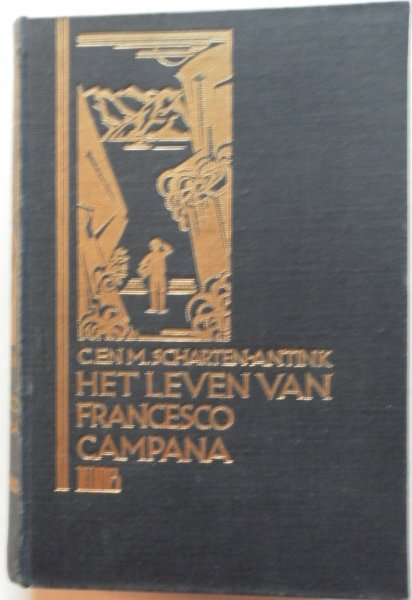 C. EN M. SCHARTEN-ANTINK
HET LEVEN VAN
FRANCESCO
CAMPANA